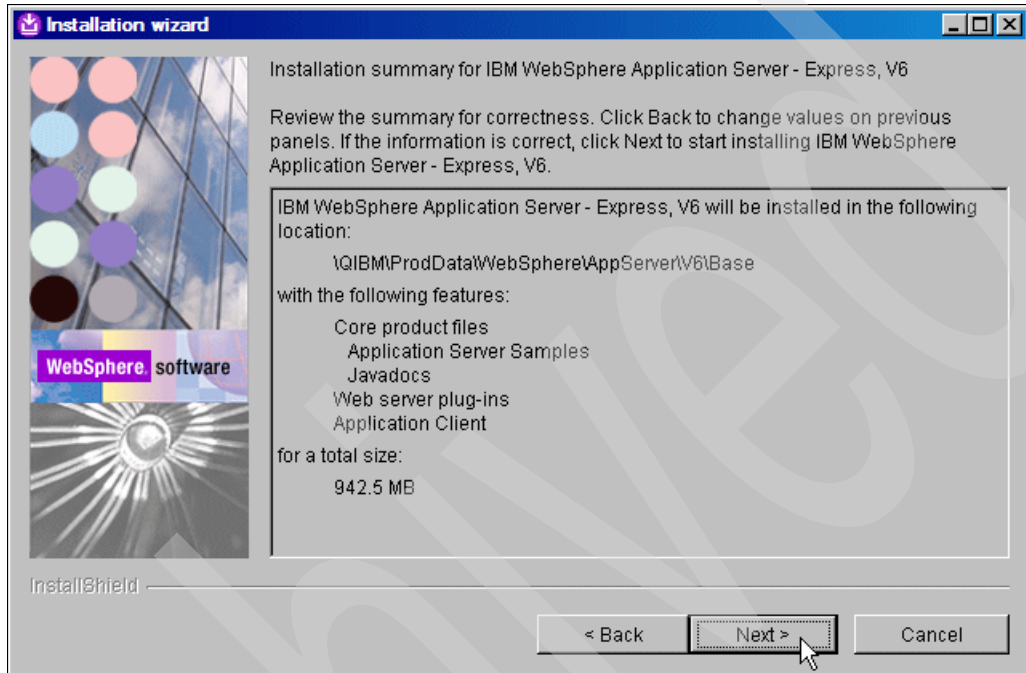 Installation wizard
Installation summary for IBM WebSphere Application Server - Express, V6
Review the summary for correctness. Click Back to change values on previous
panels. If the information is correct, click Next to start installing IBM WebSphere
Application Server - Express, V6.
IBM WebSphere Application Server - Express, V6 will be installed in the following
location:
\QIBM\ProdData\WebSphere\AppServer\V6\Base
with the following features:
Core product files
Application Server Samples
Javadocs
Web server plug-ins
Application Client
for a total size:
942.5 MB
WebSphere. software
InstallShield
< Back
Next >
Cancel